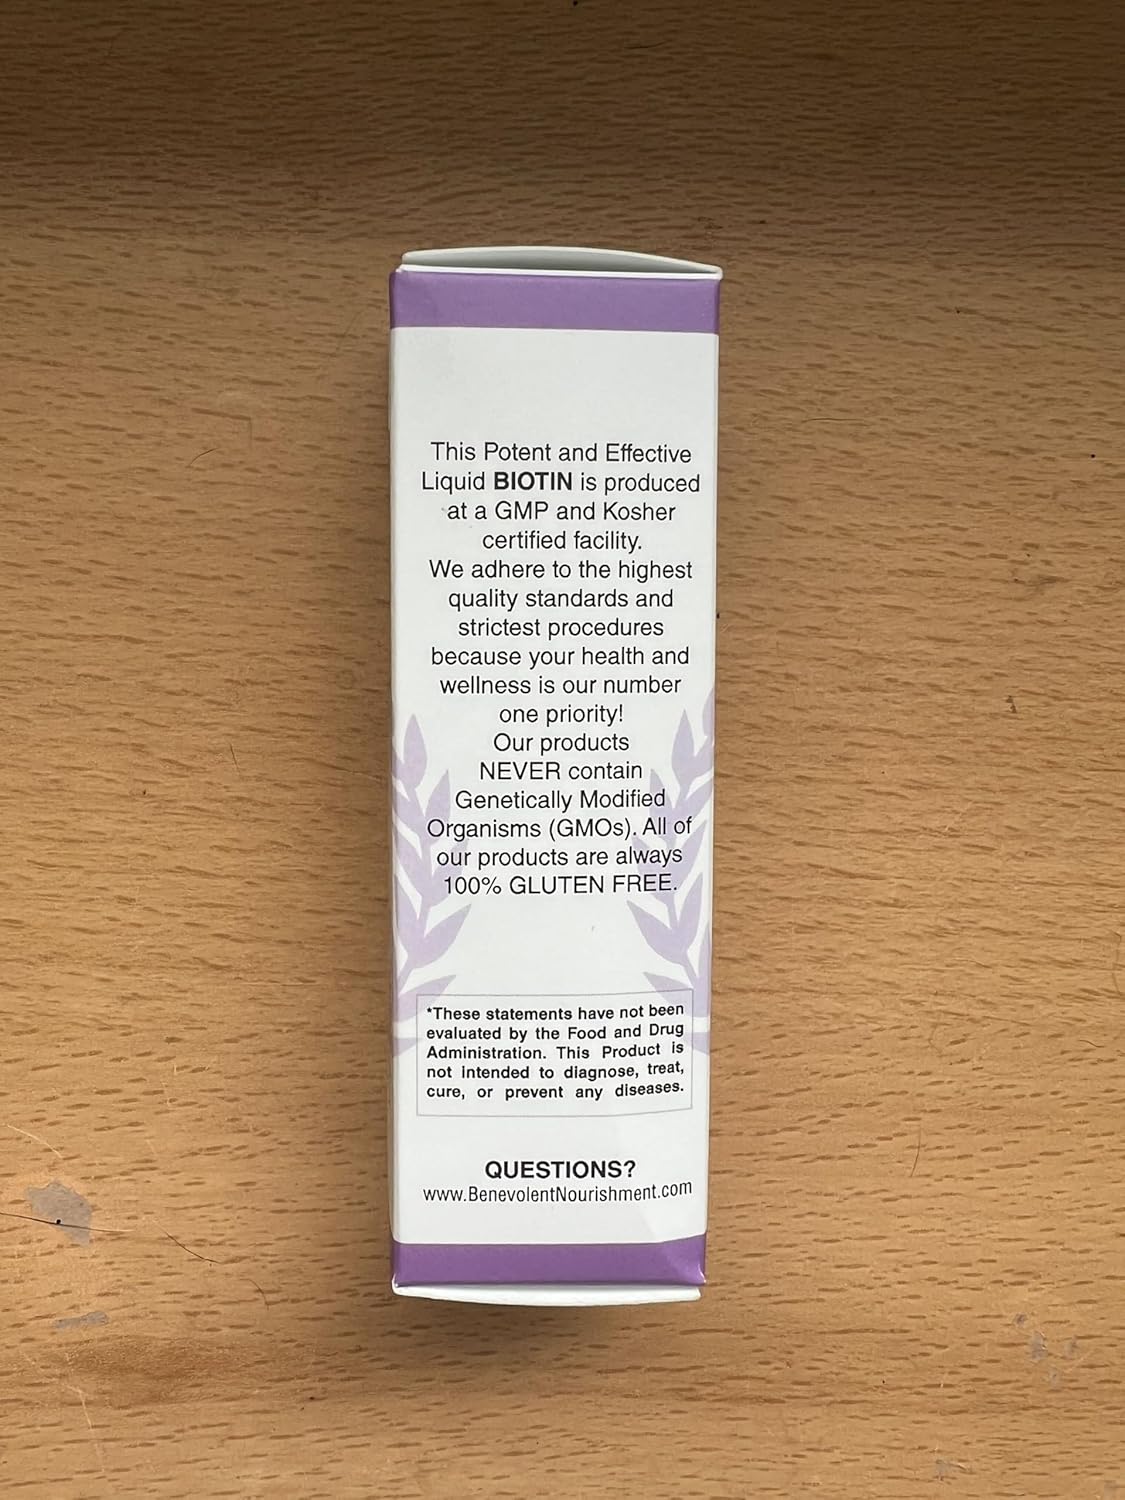 This Potent and Effective
Liquid BIOTIN is produced
at a GMP and Kosher
certified facility.
We adhere to the highest
quality standards and
strictest procedures
because your health and
wellness is our number
one priority!
Our products
NEVER contain
Genetically Modified
Organisms (GMOs). All of
our products are always
100% GLUTEN FREE.
*These statements have not been
evaluated by the Food and Drug
Administration. This Product is
not intended to diagnose, treat,
cure, or prevent any diseases.
QUESTIONS?
www.BenevolentNourishment.com